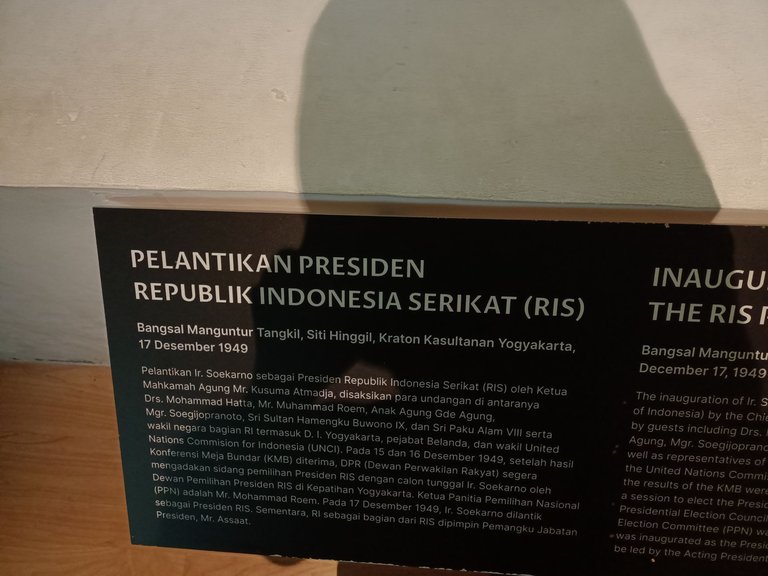 PELANTIKAN PRESIDEN
REPUBLIK INDONESIA SERIKAT (RIS)
Bangsal Manguntur Tangkil, Siti Hinggil, Kraton Kasultanan Yogyakarta,
17 Desember 1949
Pelantikan Ir. Soekarno sebagai Presiden Republik Indonesia Serikat (RIS) oleh Ketua
Mahkamah Agung Mr. Kusuma Atmadja, disaksikan para undangan di antaranya
Drs. Mohammad Hatta, Mr. Muhammad Roem, Anak Agung Gde Agung,
Mgr. Soegijopranoto, Sri Sultan Hamengku Buwono IX, dan Sri Paku Alam VIII serta
wakil negara bagian RI termasuk D. I. Yogyakarta, pejabat Belanda, dan wakil United
Nations Commision for Indonesia (UNCI). Pada 15 dan 16 Desember 1949, setelah hasil
Konferensi Meja Bundar (KMB) diterima, DPR (Dewan Perwakilan Rakyat) segera
mengadakan sidang pemilihan Presiden RIS dengan calon tunggal Ir. Soekarno oleh
Dewan Pemilihan Presiden RIS di Kepatihan Yogyakarta. Ketua Panitia Pemilihan Nasional
(PPN) adalah Mr. Mohammad Roem. Pada 17 Desember 1949, Ir. Soekarno dilantik
sebagai Presiden RIS. Sementara, RI sebagai bagian dari RIS dipimpin Pemangku Jabatan
Presiden, Mr. Assaat.
INAUGU
THE RIS
Bangsal Manguntu
December 17, 1949
The inauguration of Ir. S
of Indonesia) by the Chie
by guests including Drs.
Agung, Mgr. Soegijopran
well as representatives of
the United Nations Commi
the results of the KMB were
a session to elect the Presid
Presidential Election Council
Election Committee (PPN) wa
was inaugurated as the Presid
be led by the Acting President